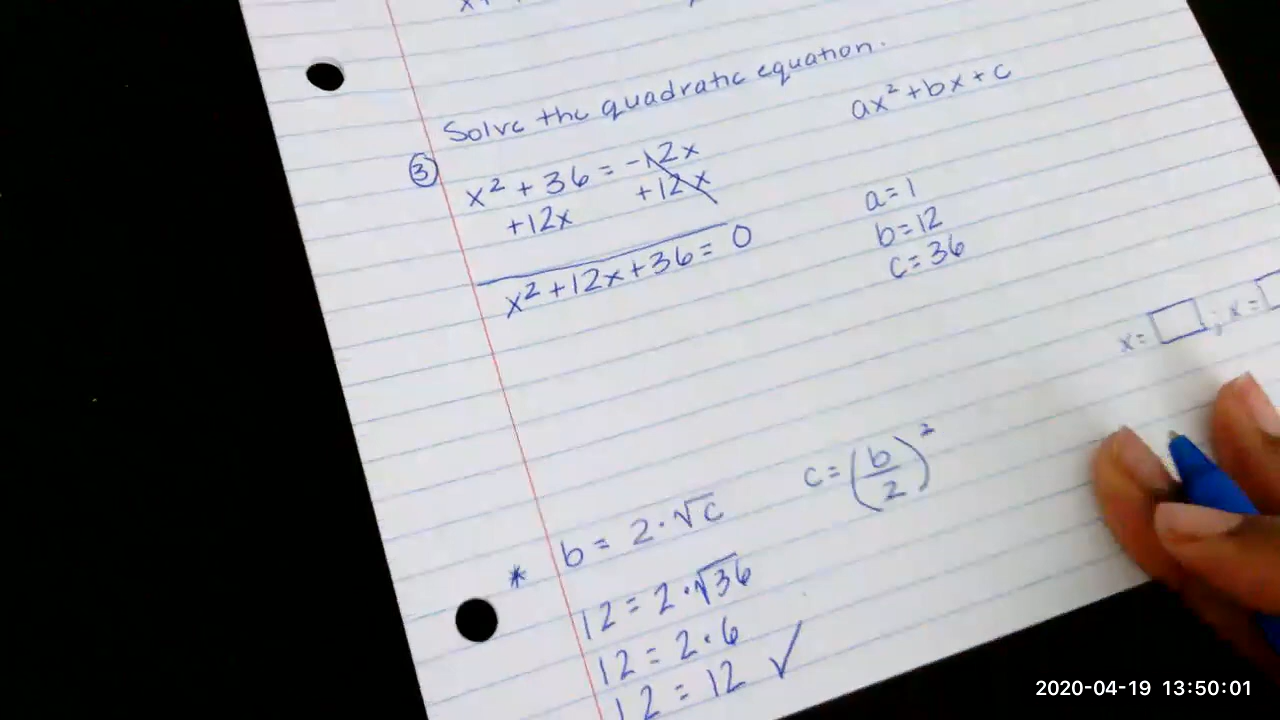 Solve the quadratic equation.
ax² + bx + c
③ x² + 36 = -12x
+12x +12x
x² + 12x + 36 = 0
a = 1
b = 12
c = 36
x = ; x =
c = (b/2)²
* b = 2 · √c
12 = 2 · √36
12 = 2 · 6
12 = 12 ✓
2020-04-19 13:50:01